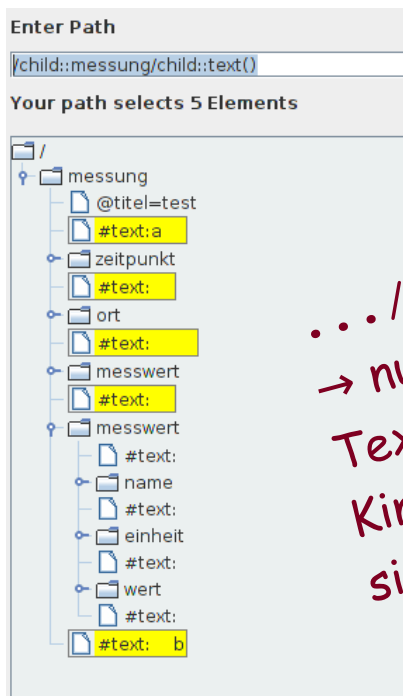 Enter Path
/child::messung/child::text()
Your path selects 5 Elements
/
messung
@titel=test
#text:a
zeitpunkt
#text:
ort
#text:
messwert
#text:
messwert
#text:
name
#text:
einheit
#text:
wert
#text:
#text: b
.../
→